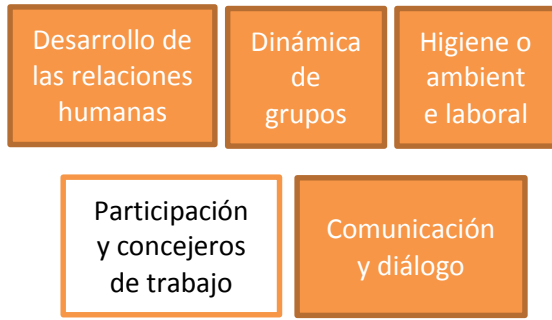 Desarrollo de
las relaciones
humanas
Dinámica
de
grupos
Higiene o
ambient
e laboral
Participación
y concejeros
de trabajo
Comunicación
y diálogo